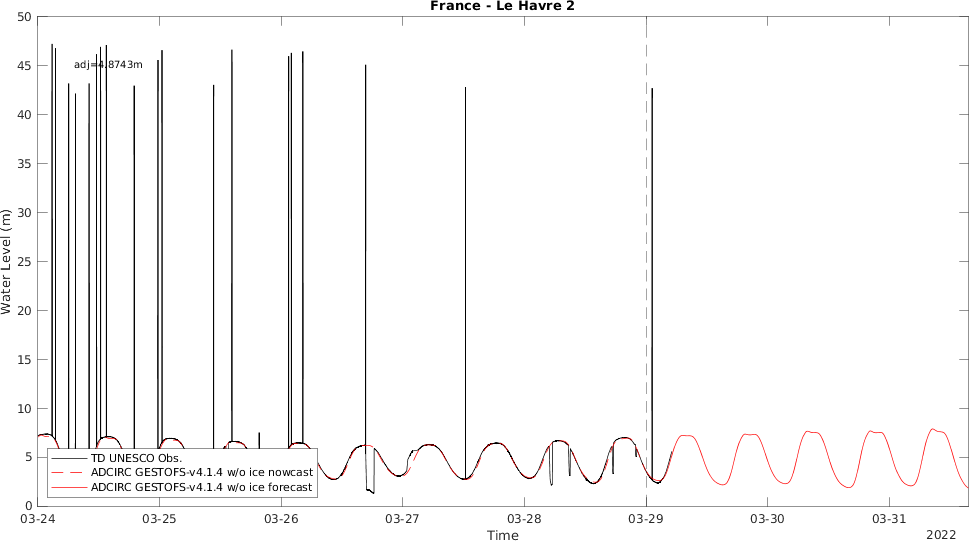 France - Le Havre 2
50
45
40
35
30
25
20
15
10
5
0
Water Level (m)
adj=4.8743m
TD UNESCO Obs.
ADCIRC GESTOFS-v4.1.4 w/o ice nowcast
ADCIRC GESTOFS-v4.1.4 w/o ice forecast
03-24 03-25 03-26 03-27 03-28 03-29 03-30 03-31
Time
2022